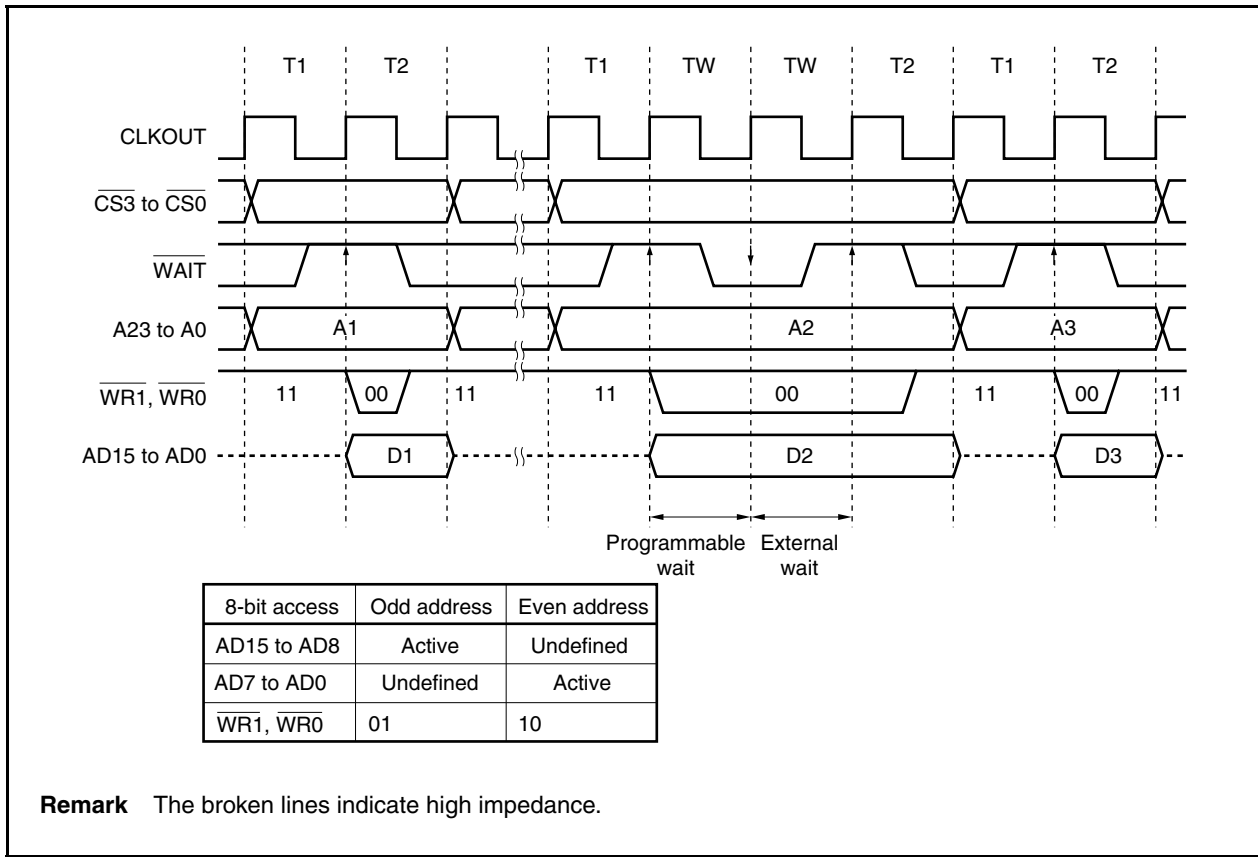 T1 T2 T1 TW TW T2 T1 T2
CLKOUT
CS3 to CS0
WAIT
A23 to A0 A1 A2 A3
WR1, WR0 11 00 11 11 00 11 00 11
AD15 to AD0 D1 D2 D3
Programmable wait
External wait
8-bit access Odd address Even address
AD15 to AD8 Active Undefined
AD7 to AD0 Undefined Active
WR1, WR0 01 10
Remark The broken lines indicate high impedance.